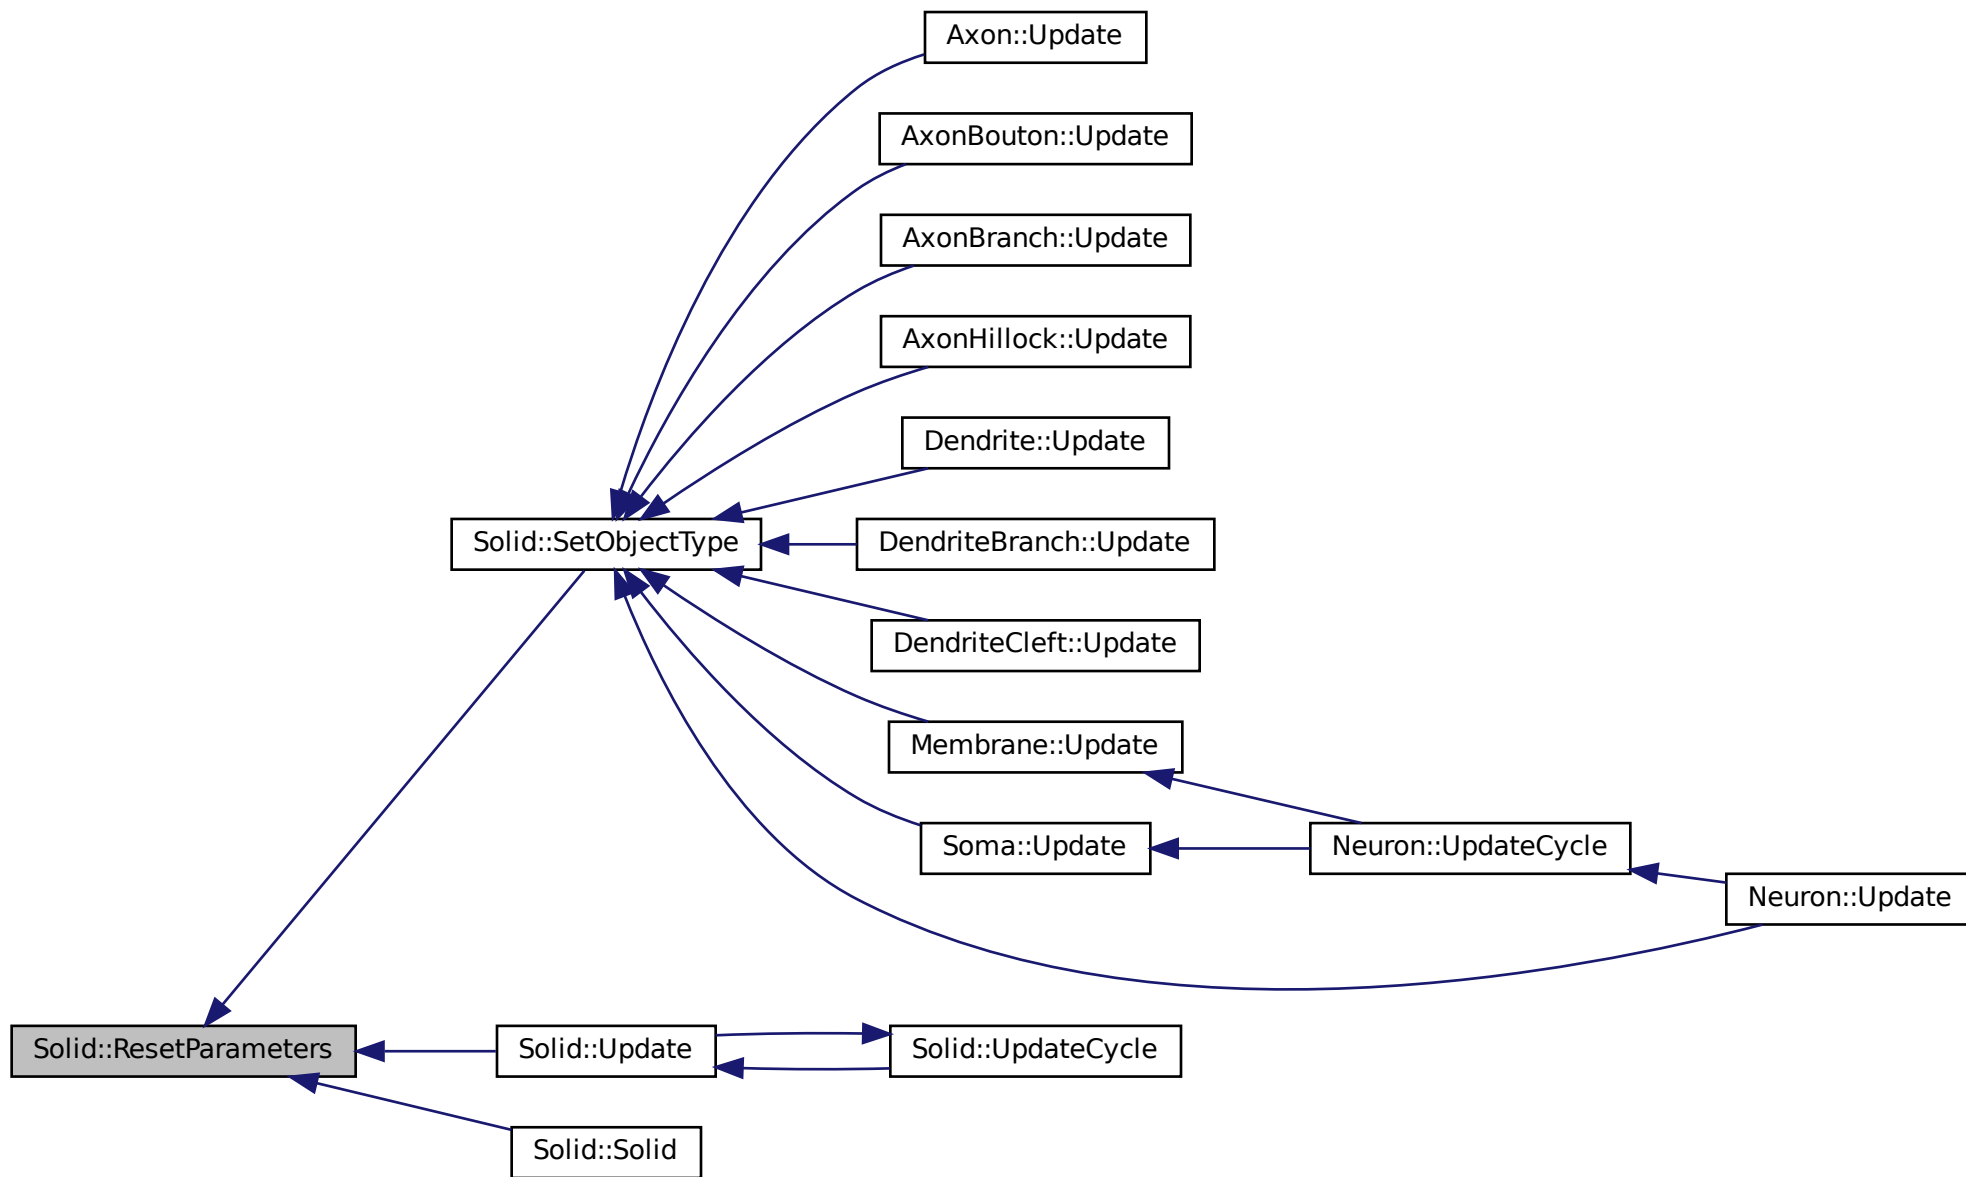 Axon::Update
AxonBouton::Update
AxonBranch::Update
AxonHillock::Update
Dendrite::Update
Solid::SetObjectType
DendriteBranch::Update
DendriteCleft::Update
Membrane::Update
Soma::Update
Neuron::UpdateCycle
Neuron::Update
Solid::ResetParameters
Solid::Update
Solid::UpdateCycle
Solid::Solid